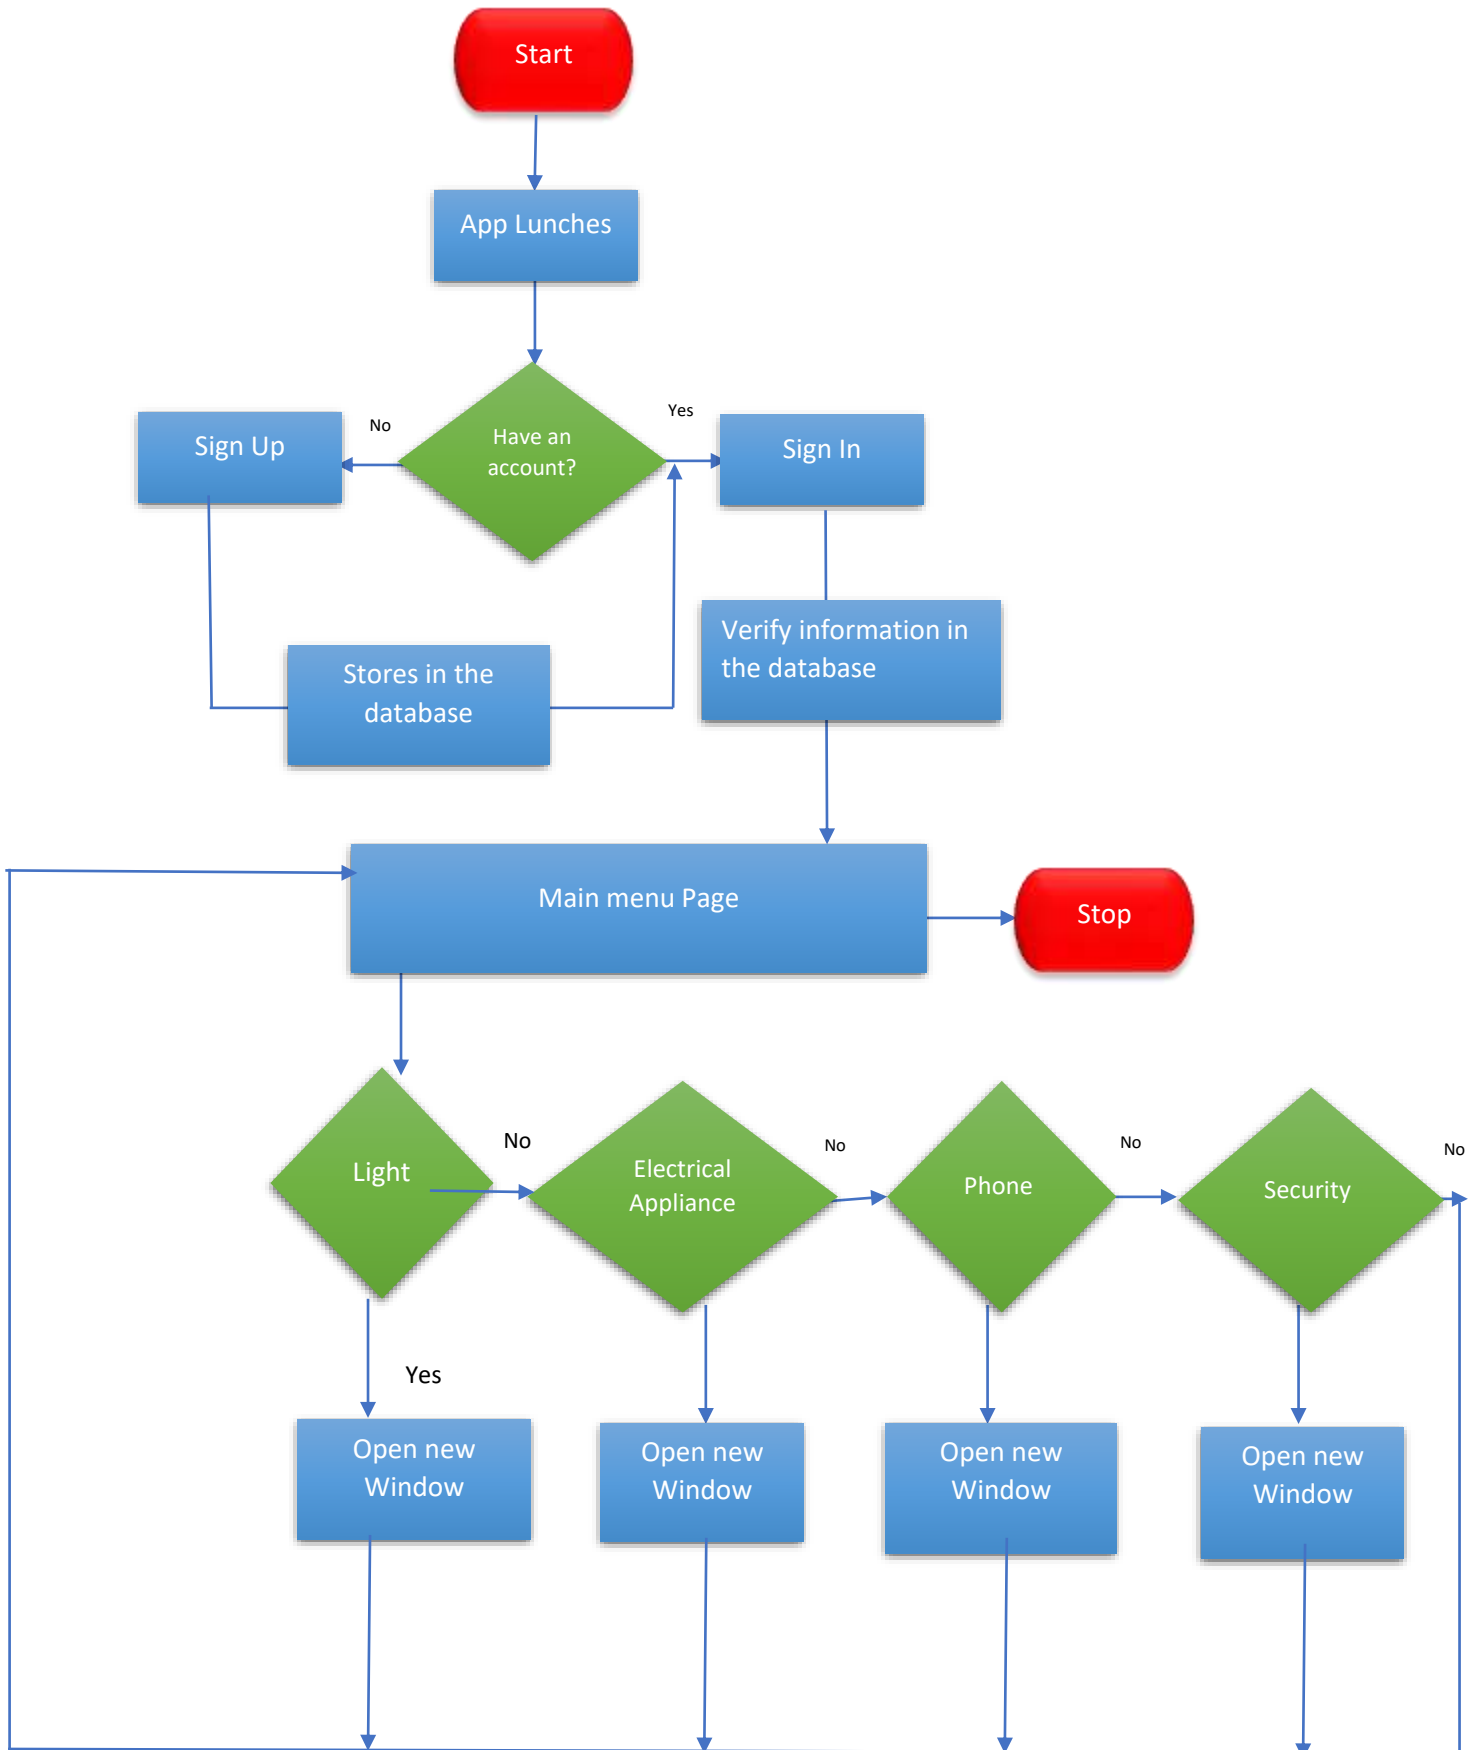 Start
App Lunches
No
Yes
Sign Up
Have an
account?
Sign In
Verify information in
the database
Stores in the
database
Main menu Page
Stop
Light
No
Electrical
Appliance
No
Phone
No
Security
No
Yes
Open new
Window
Open new
Window
Open new
Window
Open new
Window